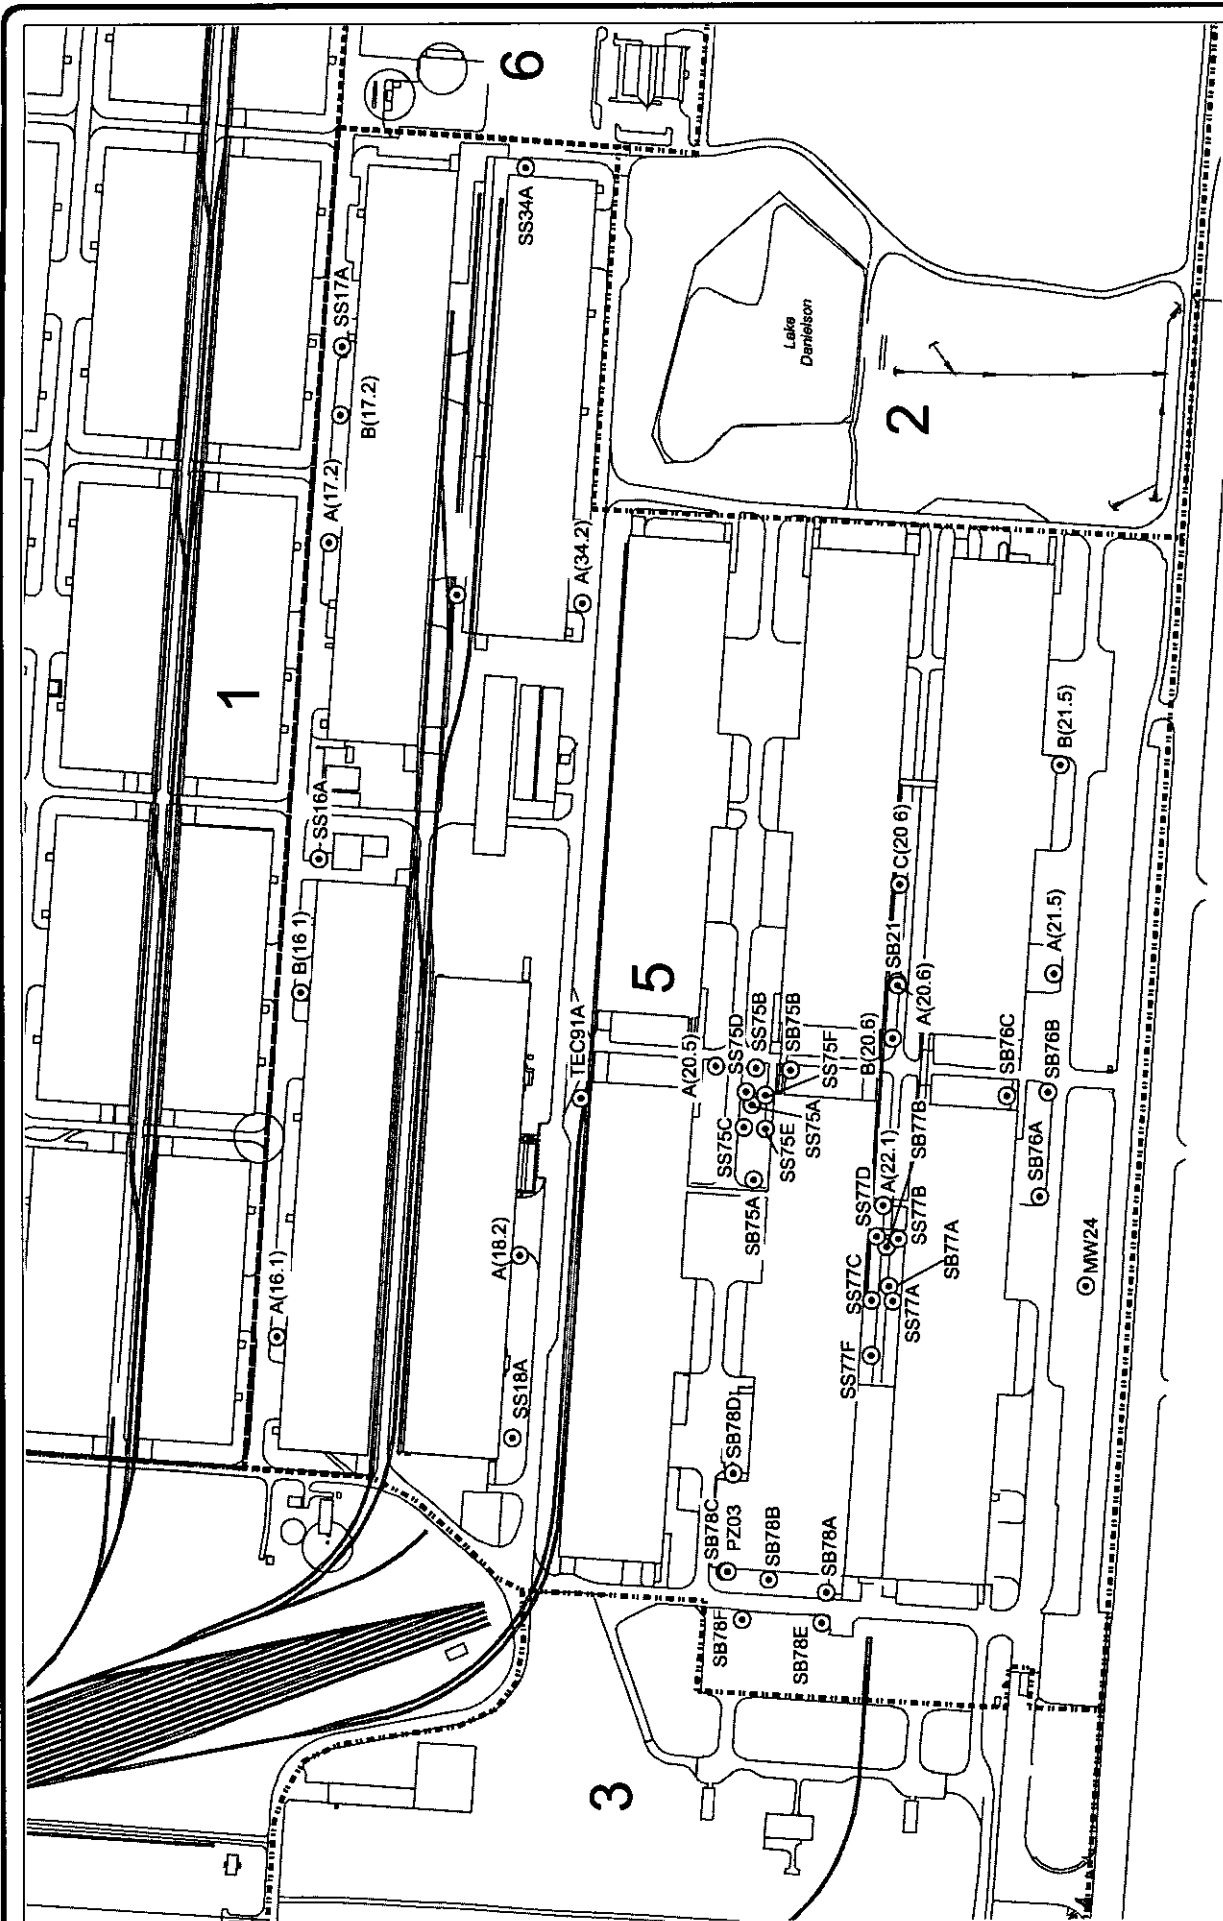 6
SS34A
SS17A
B(17.2)
A(17.2)
A(34.2)
Lake
Danielson
2
1
SS16A
B(16 1)
A(16.1)
A(18.2)
SS18A
TEC91A
5
B(21.5)
A(21.5)
C(20 6)
SB21
A(20.6)
B(20.6)
A(20.5)
SS75D
SS75B
SB75B
SS75F
SS75A
SS75E
SS75C
SB75A
SB76C
SB76B
SB76A
A(22.1)
SB77B
SS77D
SS77B
SB77A
SS77C
SS77A
SS77F
MW24
SB78D
SB78C
PZ03
SB78B
SB78A
SB78F
SB78E
3